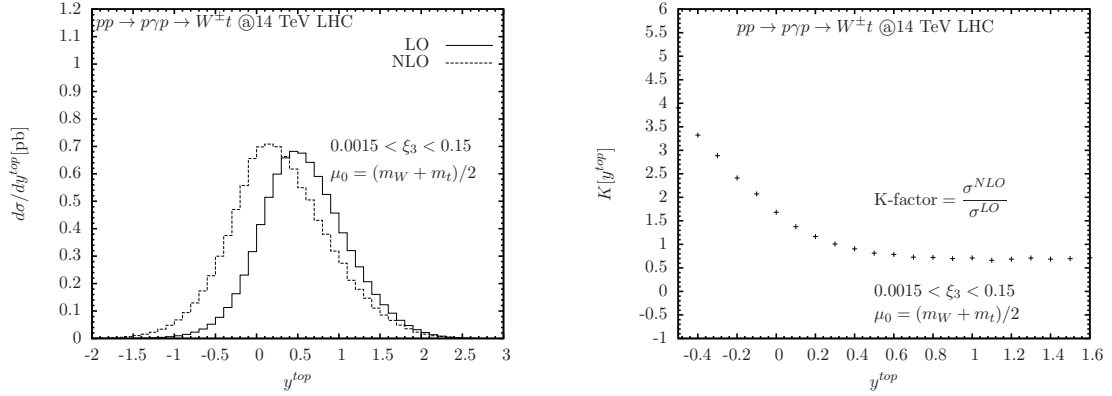 pp → pγp → W±t @14 TeV LHC
LO
NLO
0.0015 < ξ3 < 0.15
μ0 = (mW + mt)/2
dσ/dy^top[pb]
1.2
1.1
1
0.9
0.8
0.7
0.6
0.5
0.4
0.3
0.2
0.1
0
-2 -1.5 -1 -0.5 0 0.5 1 1.5 2 2.5 3
y^top
pp → pγp → W±t @14 TeV LHC
K-factor = σ^NLO/σ^LO
0.0015 < ξ3 < 0.15
μ0 = (mW + mt)/2
K[y^top]
6
5.5
5
4.5
4
3.5
3
2.5
2
1.5
1
0.5
0
-0.5
-1
-0.4 -0.2 0 0.2 0.4 0.6 0.8 1 1.2 1.4 1.6
y^top